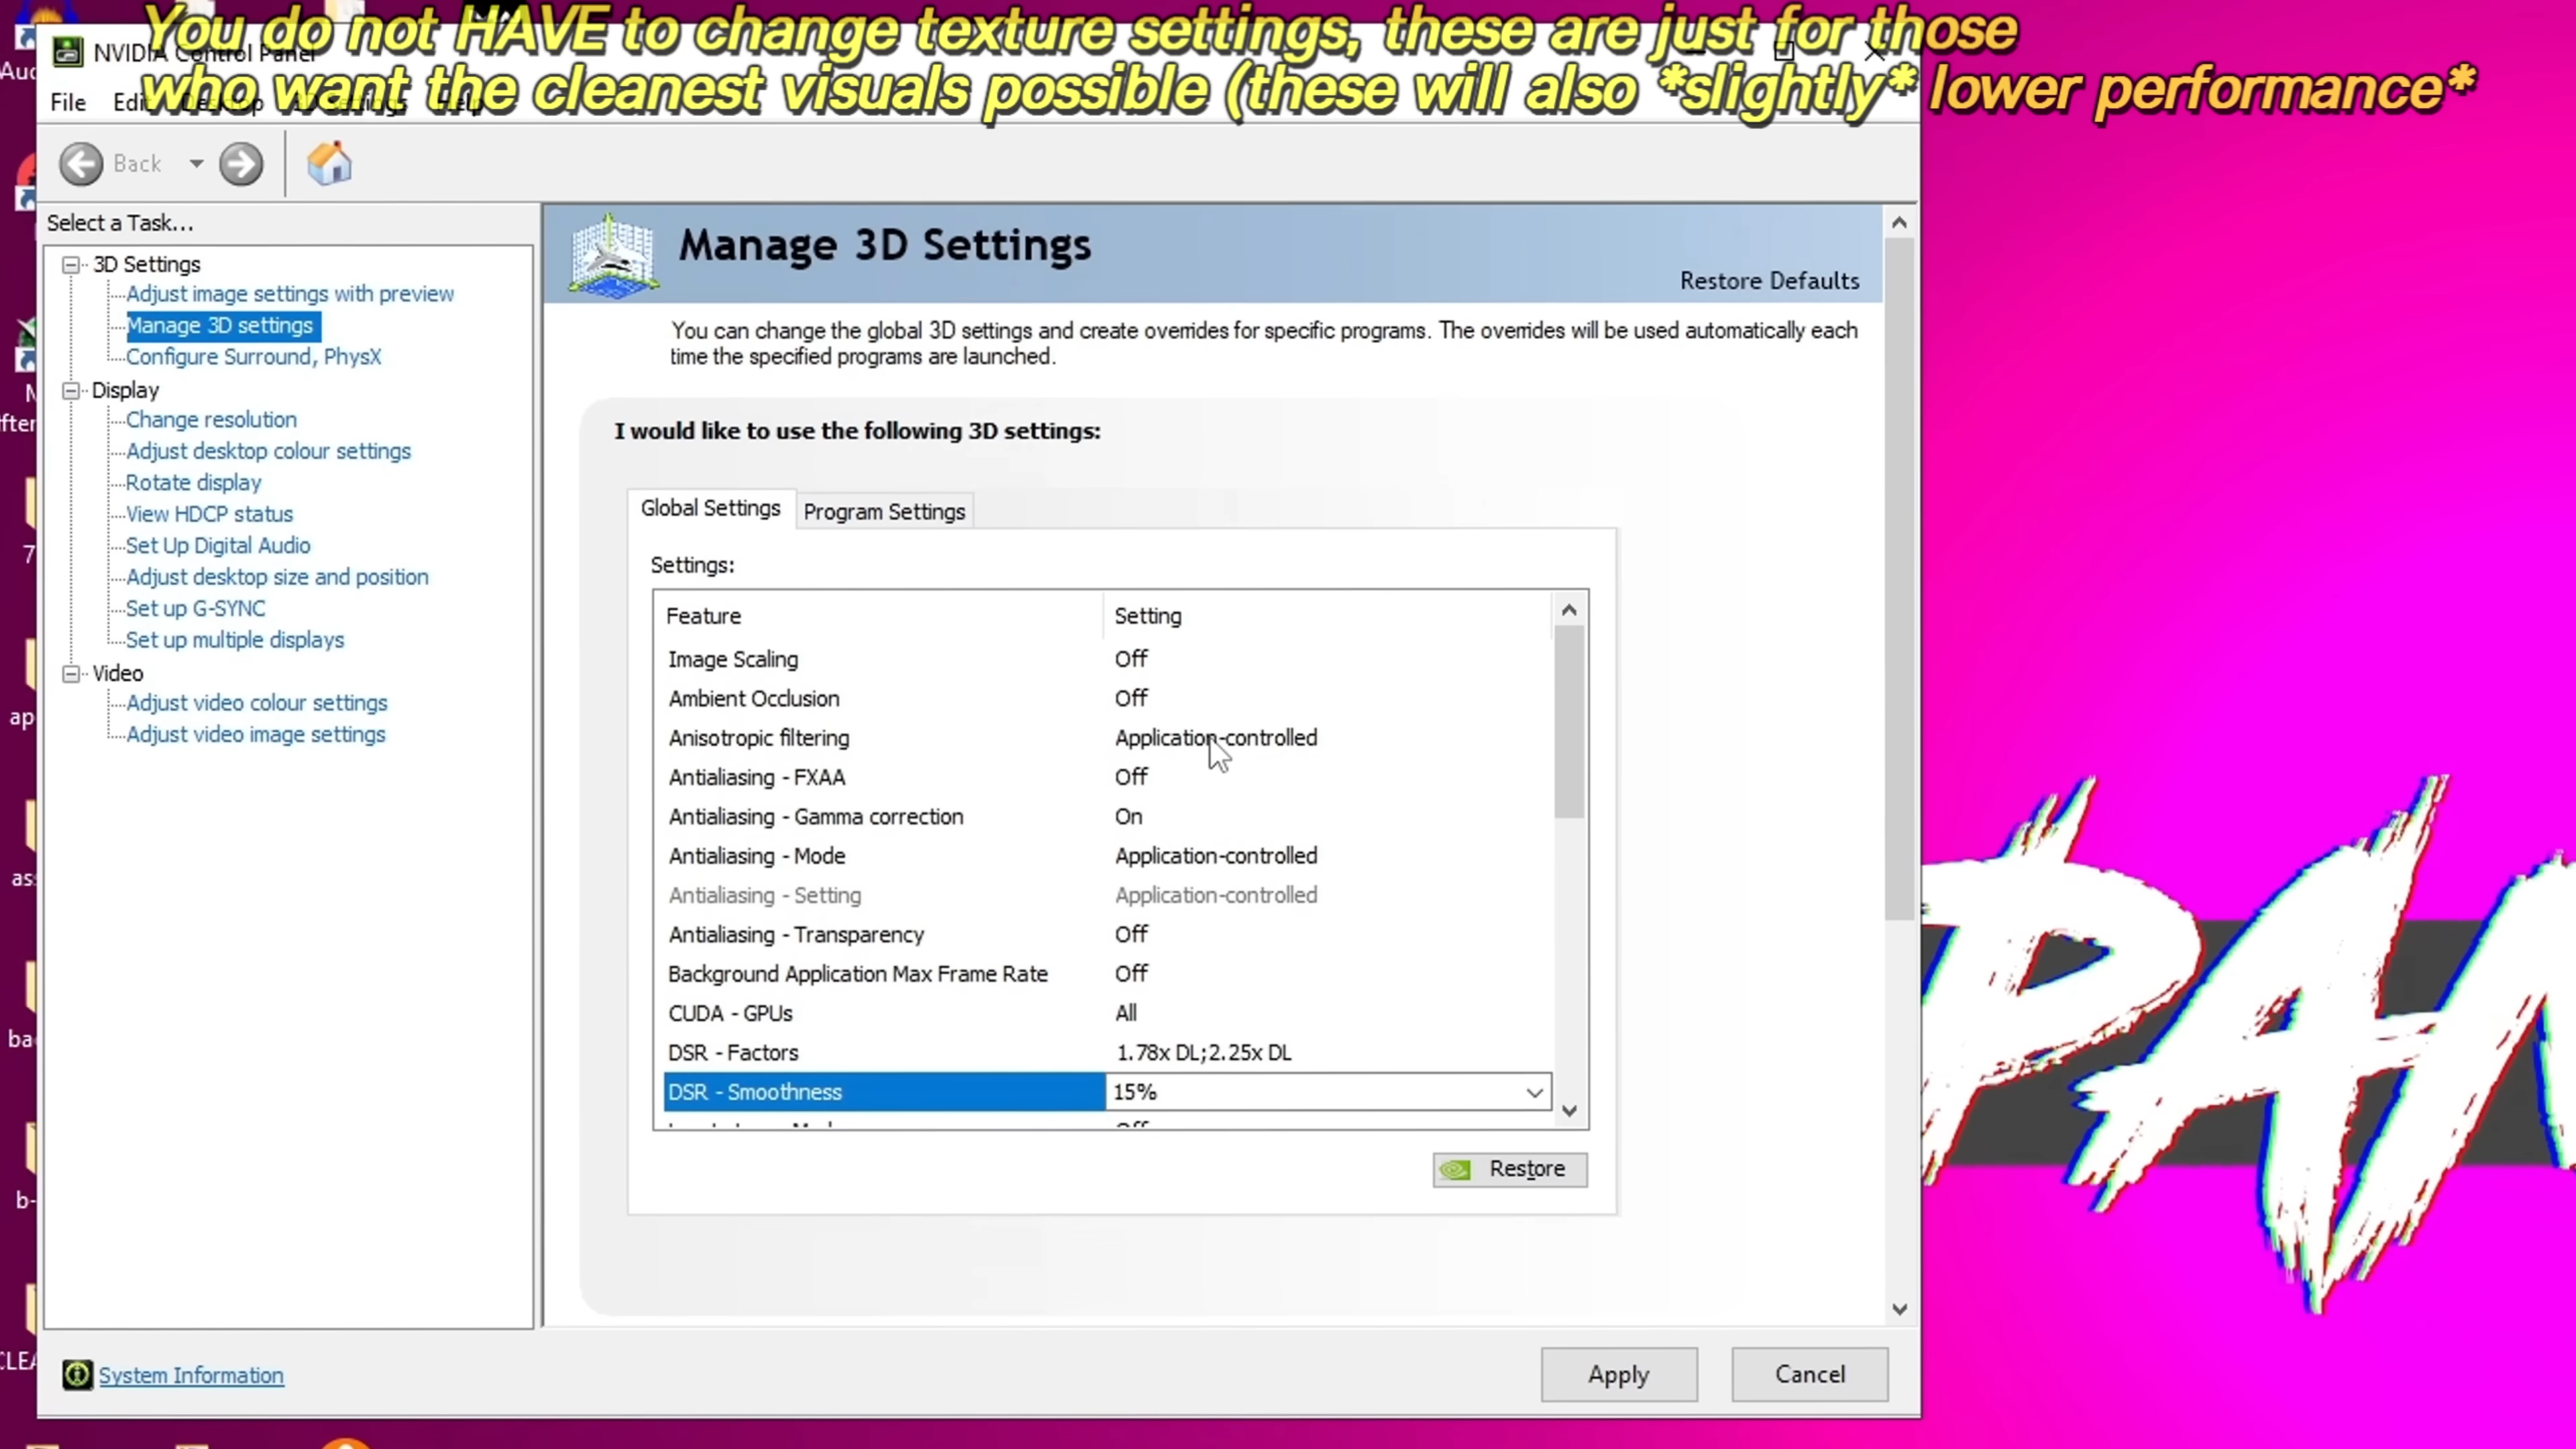 You do not HAVE to change texture settings, these are just for those
who want the cleanest visuals possible (these will also *slightly* lower performance*
NVIDIA Control Panel
File Edit Desktop 3D Settings Help
Back
Select a Task...
3D Settings
Adjust image settings with preview
Manage 3D settings
Configure Surround, PhysX
Display
Change resolution
Adjust desktop colour settings
Rotate display
View HDCP status
Set Up Digital Audio
Adjust desktop size and position
Set up G-SYNC
Set up multiple displays
Video
Adjust video colour settings
Adjust video image settings
System Information
Manage 3D Settings
Restore Defaults
You can change the global 3D settings and create overrides for specific programs. The overrides will be used automatically each
time the specified programs are launched.
I would like to use the following 3D settings:
Global Settings Program Settings
Settings:
Feature Setting
Image Scaling Off
Ambient Occlusion Off
Anisotropic filtering Application-controlled
Antialiasing - FXAA Off
Antialiasing - Gamma correction On
Antialiasing - Mode Application-controlled
Antialiasing - Setting Application-controlled
Antialiasing - Transparency Off
Background Application Max Frame Rate Off
CUDA - GPUs All
DSR - Factors 1.78x DL;2.25x DL
DSR - Smoothness 15%
Restore
Apply Cancel